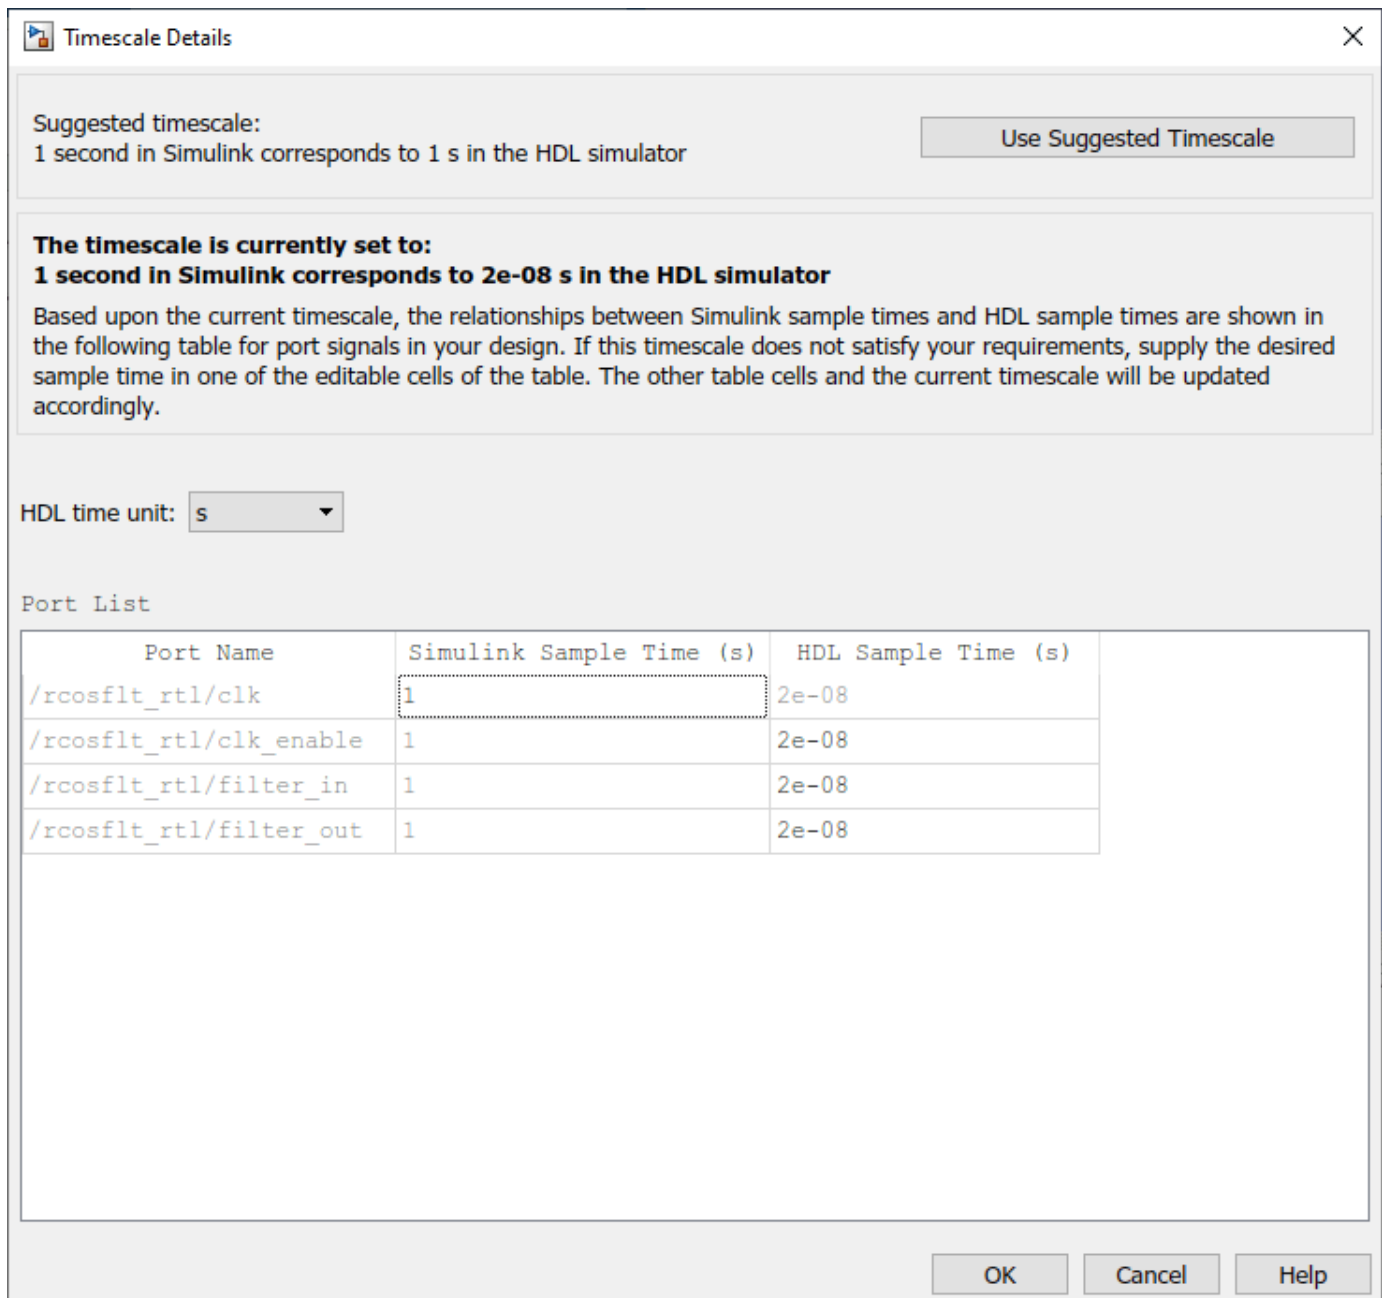 Timescale Details
Suggested timescale:
1 second in Simulink corresponds to 1 s in the HDL simulator
Use Suggested Timescale
The timescale is currently set to:
1 second in Simulink corresponds to 2e-08 s in the HDL simulator
Based upon the current timescale, the relationships between Simulink sample times and HDL sample times are shown in
the following table for port signals in your design. If this timescale does not satisfy your requirements, supply the desired
sample time in one of the editable cells of the table. The other table cells and the current timescale will be updated
accordingly.
HDL time unit: s
Port List
Port Name Simulink Sample Time (s) HDL Sample Time (s)
/rcosflt_rtl/clk 1 2e-08
/rcosflt_rtl/clk_enable 1 2e-08
/rcosflt_rtl/filter_in 1 2e-08
/rcosflt_rtl/filter_out 1 2e-08
OK Cancel Help